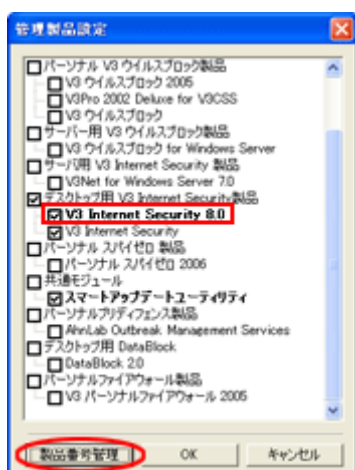 管理製品設定
パーソナル V3 ウイルスブロック製品
V3 ウイルスブロック 2005
V3Pro 2002 Deluxe for V3CSS
V3 ウイルスブロック
サーバー用 V3 ウイルスブロック製品
V3 ウイルスブロック for Windows Server
サーバ用 V3 Internet Security 製品
V3Net for Windows Server 7.0
デスクトップ用 V3 Internet Security製品
V3 Internet Security 8.0
V3 Internet Security
パーソナル スパイゼロ 製品
パーソナル スパイゼロ 2006
共通モジュール
スマートアップデートユーティリティ
パーソナルプリディファンス製品
AhnLab Outbreak Management Services
デスクトップ用 DataBlock
DataBlock 2.0
パーソナルファイアウォール製品
V3 パーソナルファイアウォール 2005
製品番号管理 OK キャンセル